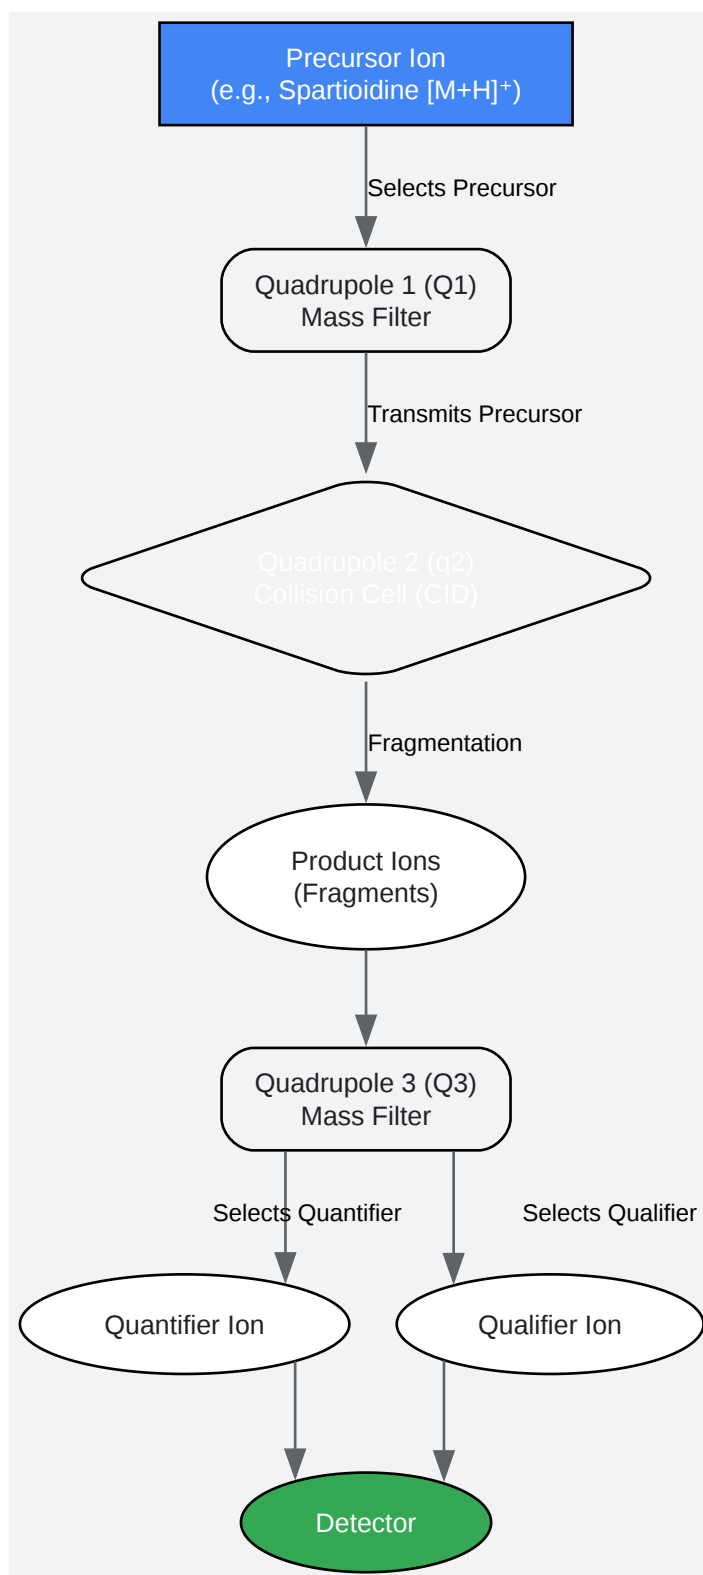 Precursor Ion
(e.g., Spartioidine [M+H]⁺)
Selects Precursor
Quadrupole 1 (Q1)
Mass Filter
Transmits Precursor
Quadrupole 2 (q2)
Collision Cell (CID)
Fragmentation
Product Ions
(Fragments)
Quadrupole 3 (Q3)
Mass Filter
Selects Quantifier
Selects Qualifier
Quantifier Ion
Qualifier Ion
Detector